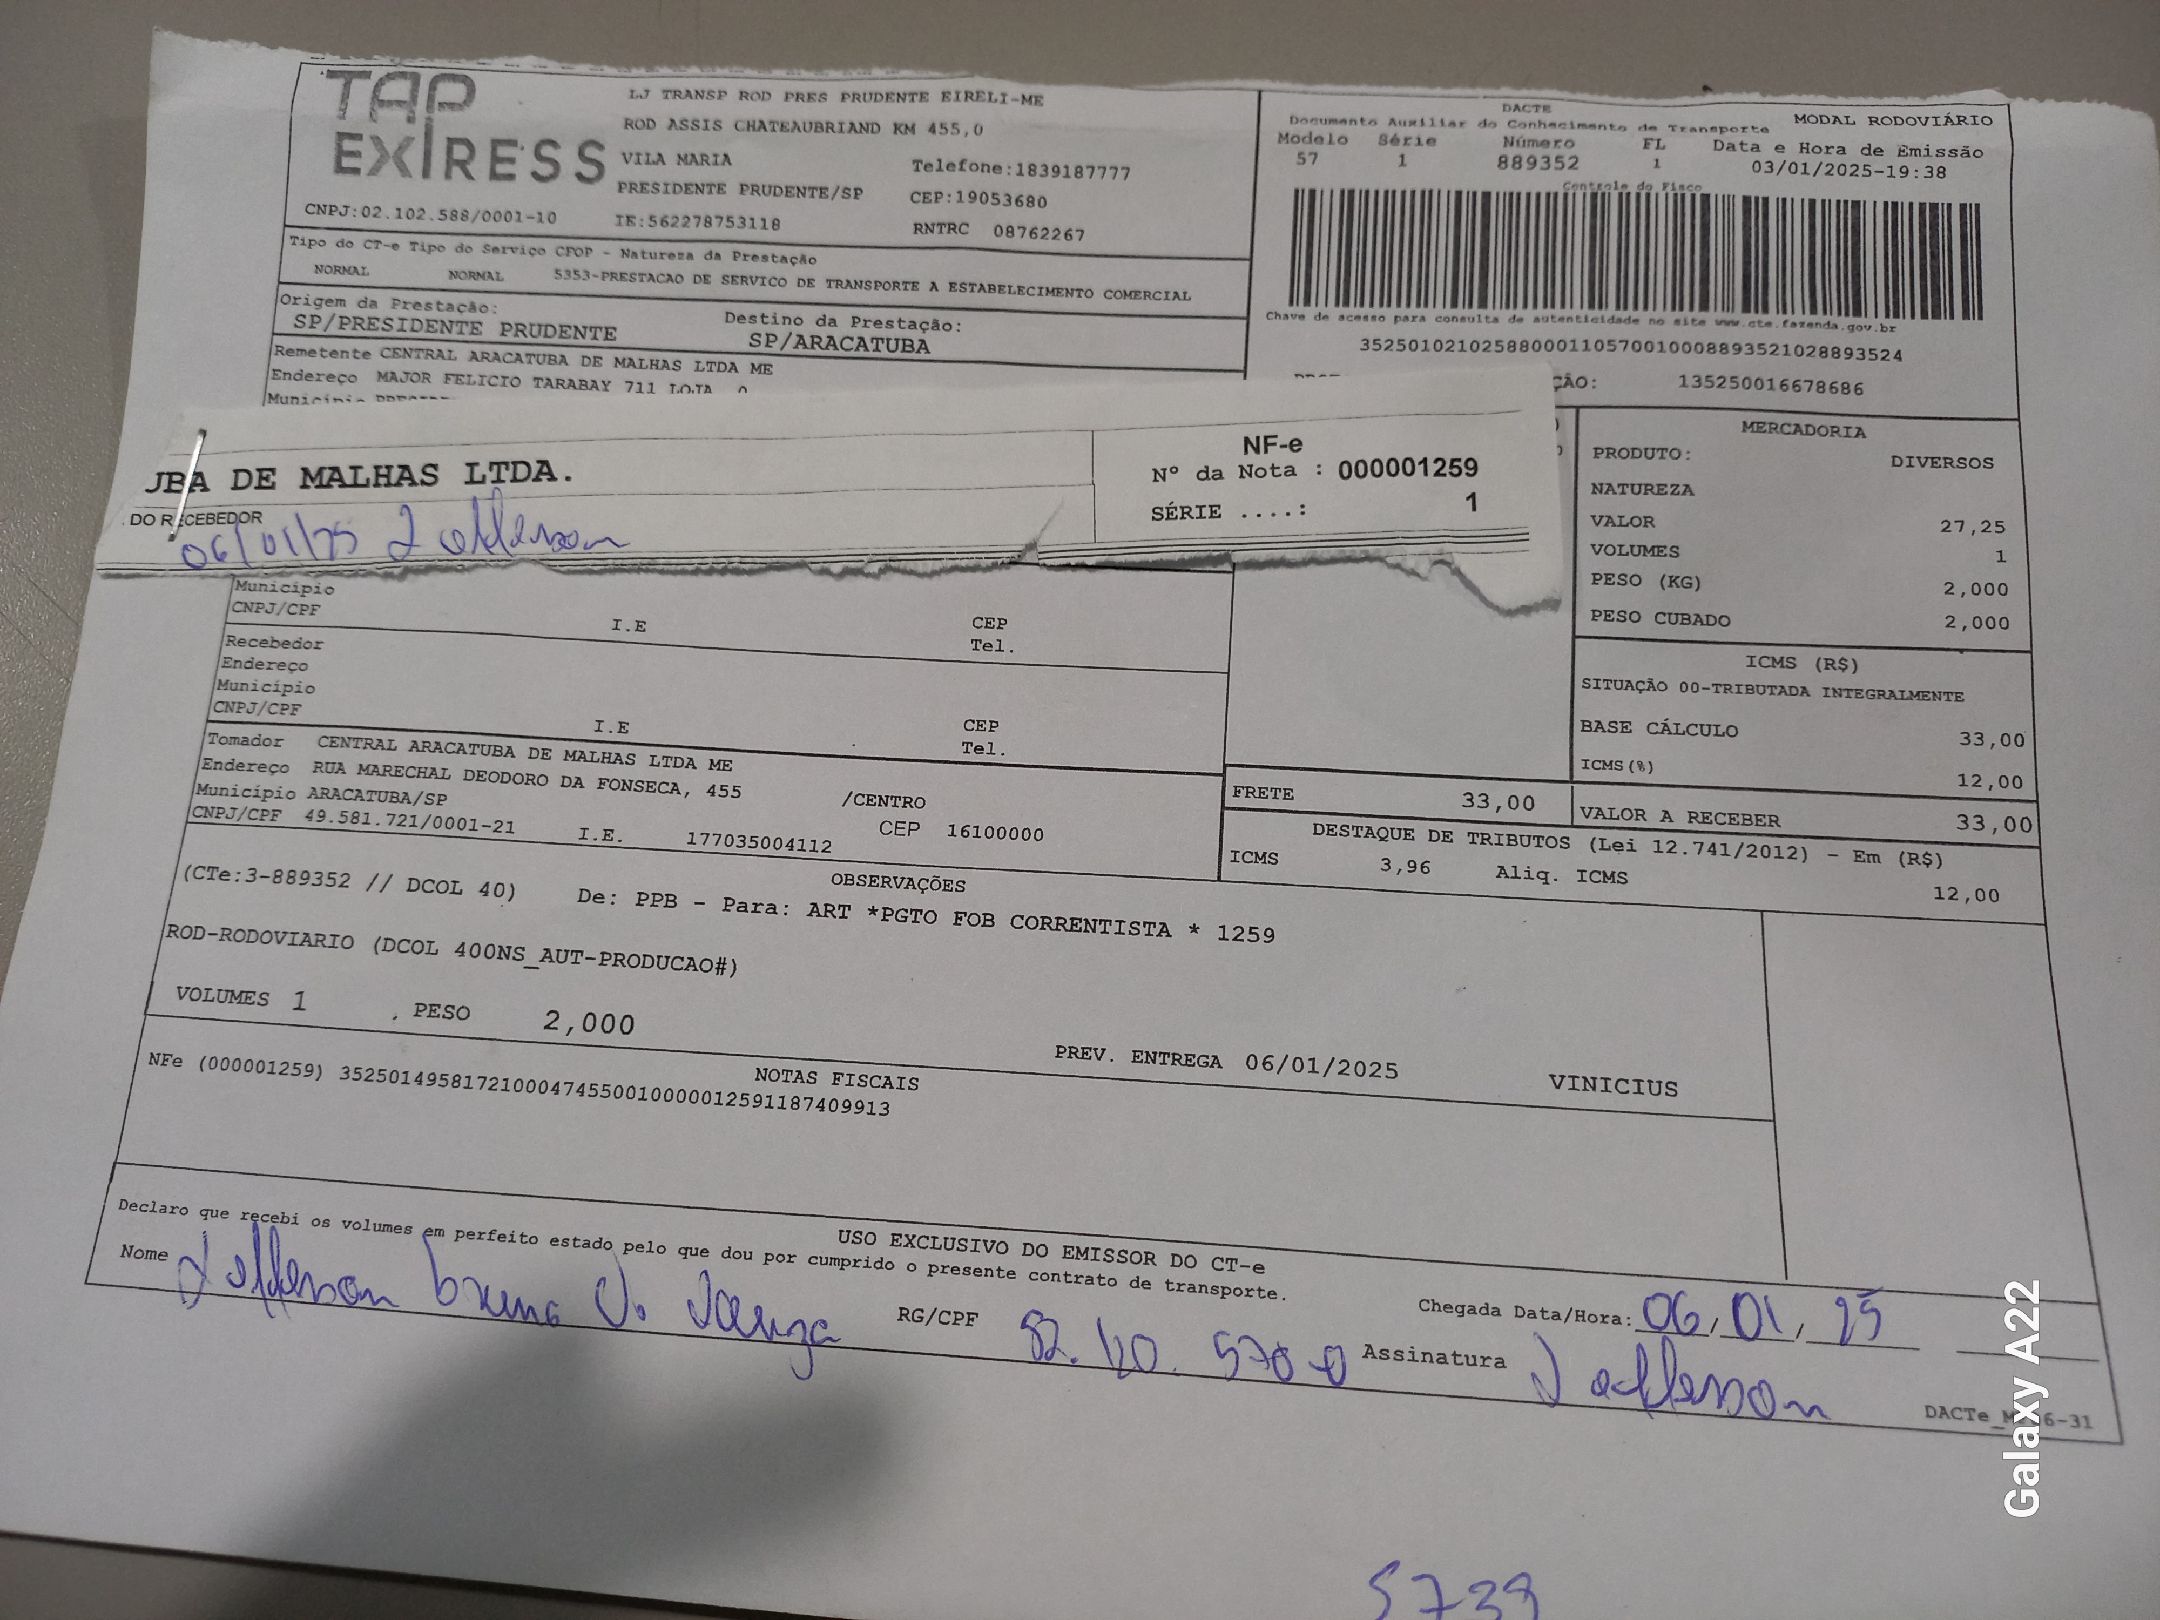 TAP
EXPRESS
LJ TRANSP ROD PRES PRUDENTE EIRELI-ME
ROD ASSIS CHATEAUBRIAND KM 455,0
VILA MARIA Telefone:1839187777
PRESIDENTE PRUDENTE/SP CEP:19053680
CNPJ:02.102.588/0001-10 IE:562278753118 RNTRC 08762267
Tipo do CT-e Tipo do Serviço CFOP - Natureza da Prestação
NORMAL NORMAL 5353-PRESTACAO DE SERVICO DE TRANSPORTE A ESTABELECIMENTO COMERCIAL
Origem da Prestação: Destino da Prestação:
SP/PRESIDENTE PRUDENTE SP/ARACATUBA
Remetente CENTRAL ARACATUBA DE MALHAS LTDA ME
Endereço MAJOR FELICIO TARABAY 711 LOJA 0
Município
DACTE MODAL RODOVIÁRIO
Documento Auxiliar do Conhecimento de Transporte
Modelo Série Número FL Data e Hora de Emissão
57 1 889352 1 03/01/2025-19:38
Controle do Fisco
Chave de acesso para consulta de autenticidade no site www.cte.fazenda.gov.br
35250102102588000110570010008893521028893524
ÇÃO: 135250016678686
UBA DE MALHAS LTDA.
DO RECEBEDOR
06/01/25 Jefferson
NF-e
Nº da Nota : 000001259
SÉRIE ....: 1
MERCADORIA
PRODUTO: DIVERSOS
NATUREZA
VALOR 27,25
VOLUMES 1
PESO (KG) 2,000
PESO CUBADO 2,000
ICMS (R$)
SITUAÇÃO 00-TRIBUTADA INTEGRALMENTE
BASE CÁLCULO 33,00
ICMS(%) 12,00
Município
CNPJ/CPF I.E CEP
Tel.
Recebedor
Endereço
Município
CNPJ/CPF I.E CEP
Tel.
Tomador CENTRAL ARACATUBA DE MALHAS LTDA ME
Endereço RUA MARECHAL DEODORO DA FONSECA, 455 /CENTRO
Município ARACATUBA/SP CEP 16100000
CNPJ/CPF 49.581.721/0001-21 I.E. 177035004112
FRETE 33,00 VALOR A RECEBER 33,00
DESTAQUE DE TRIBUTOS (Lei 12.741/2012) - Em (R$)
ICMS 3,96 Aliq. ICMS 12,00
OBSERVAÇÕES
(CTe:3-889352 // DCOL 40) De: PPB - Para: ART *PGTO FOB CORRENTISTA * 1259
ROD-RODOVIARIO (DCOL 400NS_AUT-PRODUCAO#)
VOLUMES 1 , PESO 2,000
PREV. ENTREGA 06/01/2025 VINICIUS
NOTAS FISCAIS
NFe (000001259) 35250149581721000474550010000012591187409913
USO EXCLUSIVO DO EMISSOR DO CT-e
Declaro que recebi os volumes em perfeito estado pelo que dou por cumprido o presente contrato de transporte.
Nome Jefferson bruno Souza RG/CPF Chegada Data/Hora: 06/01/25
Assinatura Jefferson
5739
Galaxy A22